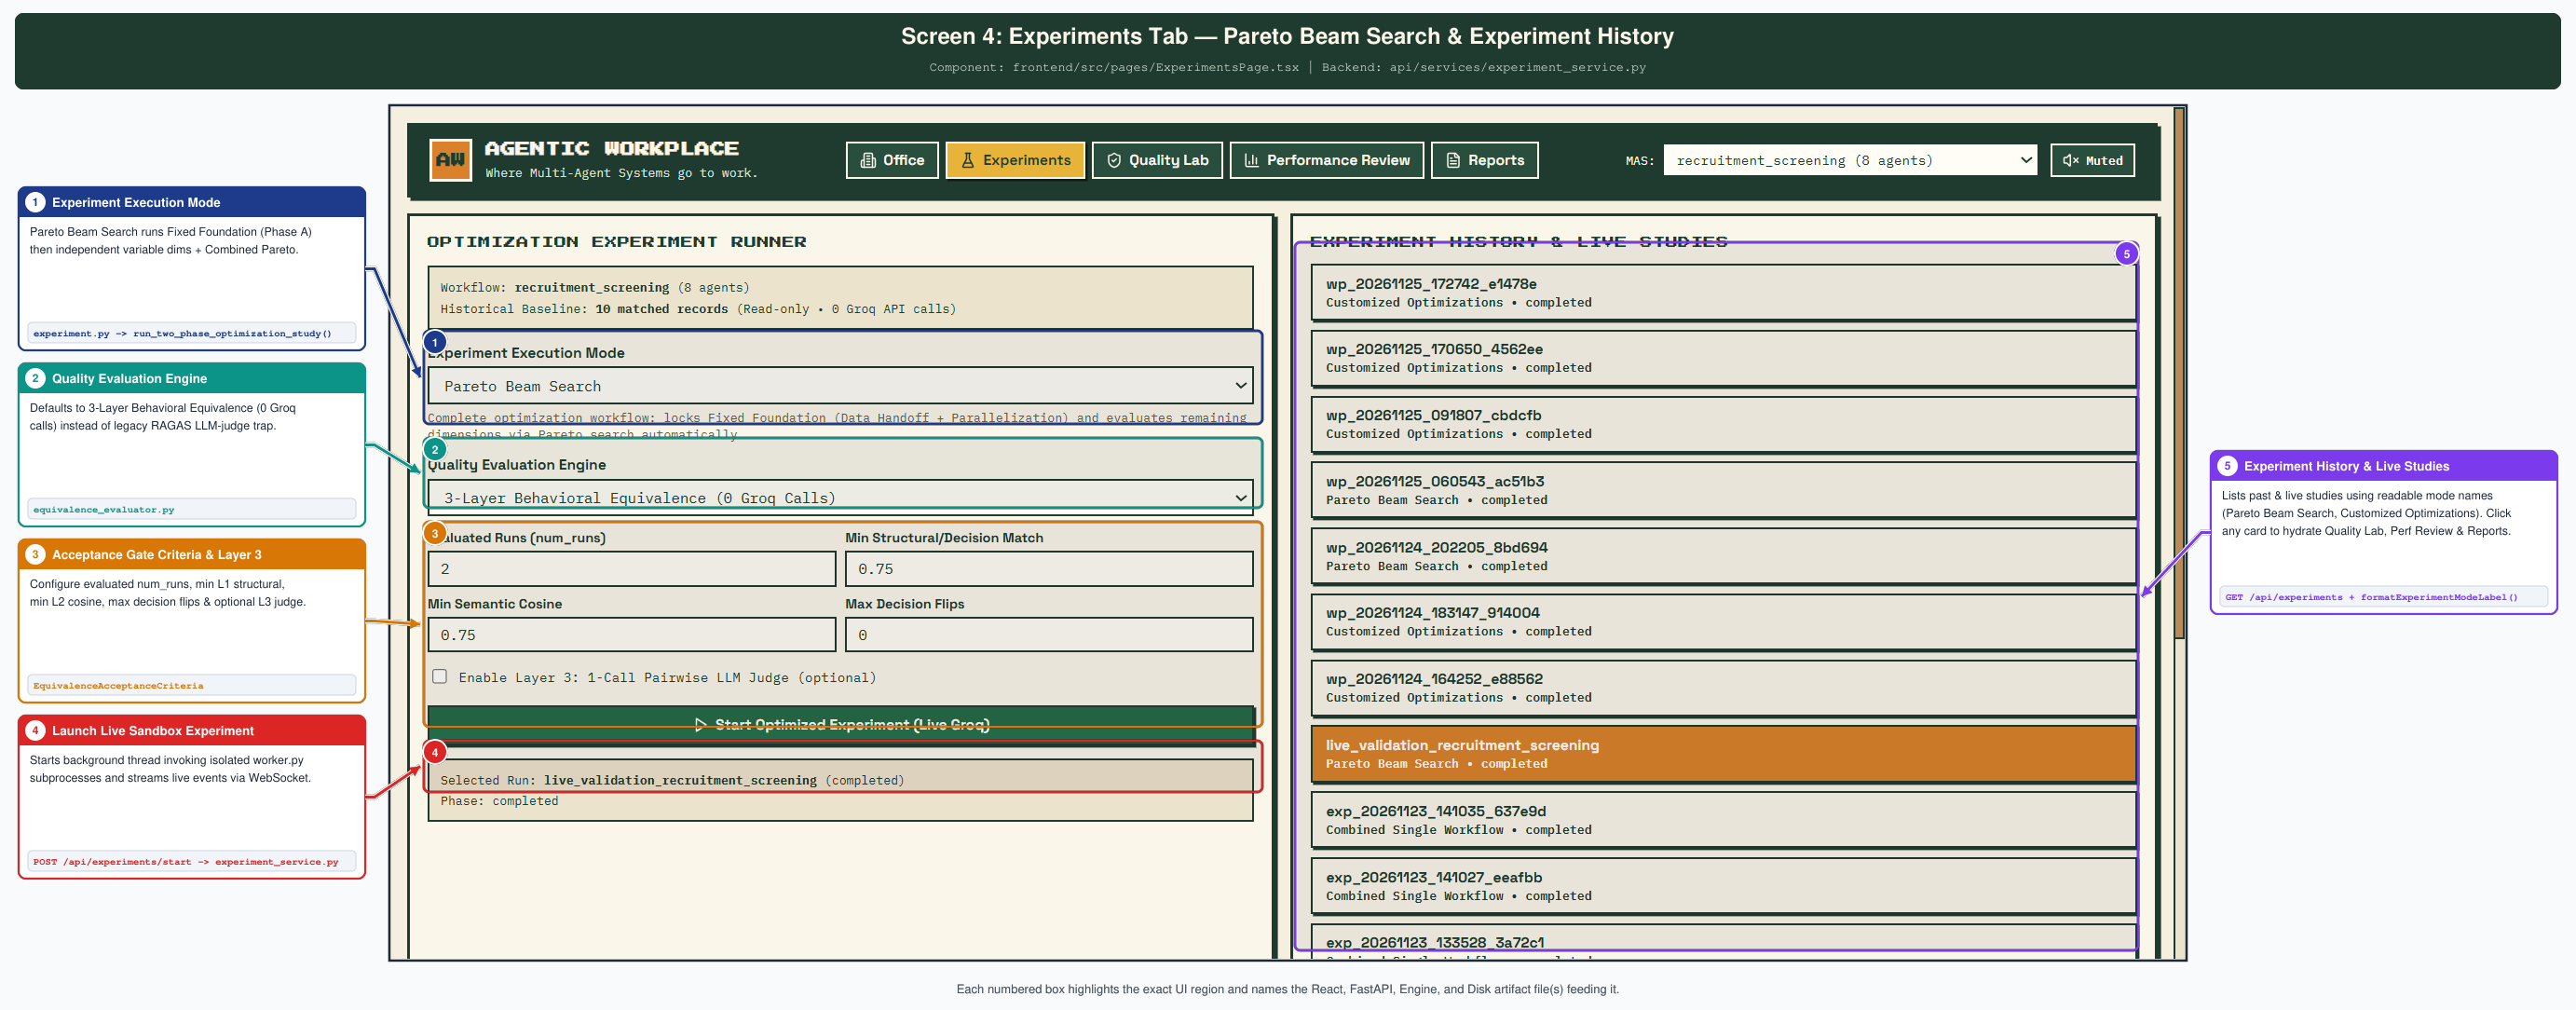 Screen 4: Experiments Tab — Pareto Beam Search & Experiment History
Component: frontend/src/pages/ExperimentsPage.tsx | Backend: api/services/experiment_service.py
AW
AGENTIC WORKPLACE
Where Multi-Agent Systems go to work.
Office
Experiments
Quality Lab
Performance Review
Reports
MAS:
recruitment_screening (8 agents)
Muted
1 Experiment Execution Mode
Pareto Beam Search runs Fixed Foundation (Phase A)
then independent variable dims + Combined Pareto.
experiment.py -> run_two_phase_optimization_study()
2 Quality Evaluation Engine
Defaults to 3-Layer Behavioral Equivalence (0 Groq
calls) instead of legacy RAGAS LLM-judge trap.
equivalence_evaluator.py
3 Acceptance Gate Criteria & Layer 3
Configure evaluated num_runs, min L1 structural,
min L2 cosine, max decision flips & optional L3 judge.
EquivalenceAcceptanceCriteria
4 Launch Live Sandbox Experiment
Starts background thread invoking isolated worker.py
subprocesses and streams live events via WebSocket.
POST /api/experiments/start -> experiment_service.py
OPTIMIZATION EXPERIMENT RUNNER
Workflow: recruitment_screening (8 agents)
Historical Baseline: 10 matched records (Read-only • 0 Groq API calls)
1
Experiment Execution Mode
Pareto Beam Search
Complete optimization workflow: locks Fixed Foundation (Data Handoff + Parallelization) and evaluates remaining
dimensions via Pareto search automatically
2
Quality Evaluation Engine
3-Layer Behavioral Equivalence (0 Groq Calls)
3
aluated Runs (num_runs)
2
Min Structural/Decision Match
0.75
Min Semantic Cosine
0.75
Max Decision Flips
0
Enable Layer 3: 1-Call Pairwise LLM Judge (optional)
Start Optimized Experiment (Live Groq)
4
Selected Run: live_validation_recruitment_screening (completed)
Phase: completed
EXPERIMENT HISTORY & LIVE STUDIES
5
wp_20261125_172742_e1478e
Customized Optimizations • completed
wp_20261125_170650_4562ee
Customized Optimizations • completed
wp_20261125_091807_cbdcfb
Customized Optimizations • completed
wp_20261125_060543_ac51b3
Pareto Beam Search • completed
wp_20261124_202205_8bd694
Pareto Beam Search • completed
wp_20261124_183147_914004
Customized Optimizations • completed
wp_20261124_164252_e88562
Customized Optimizations • completed
live_validation_recruitment_screening
Pareto Beam Search • completed
exp_20261123_141035_637e9d
Combined Single Workflow • completed
exp_20261123_141027_eeafbb
Combined Single Workflow • completed
exp_20261123_133528_3a72c1
5 Experiment History & Live Studies
Lists past & live studies using readable mode names
(Pareto Beam Search, Customized Optimizations). Click
any card to hydrate Quality Lab, Perf Review & Reports.
GET /api/experiments + formatExperimentModeLabel()
Each numbered box highlights the exact UI region and names the React, FastAPI, Engine, and Disk artifact file(s) feeding it.